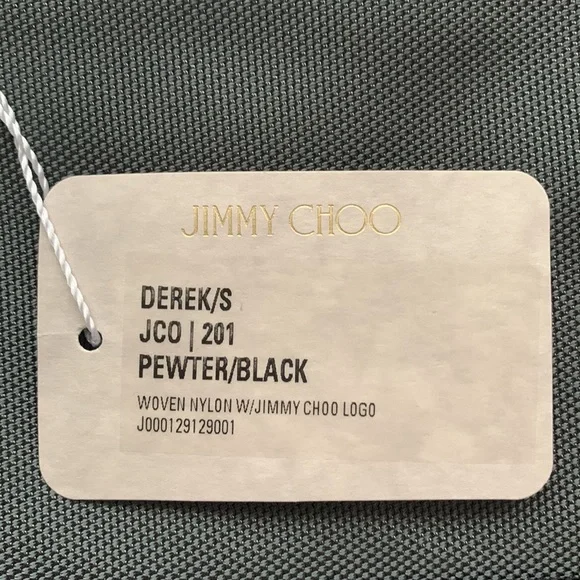 JIMMY CHOO
DEREK/S
JCO | 201
PEWTER/BLACK
WOVEN NYLON W/JIMMY CHOO LOGO
J000129129001